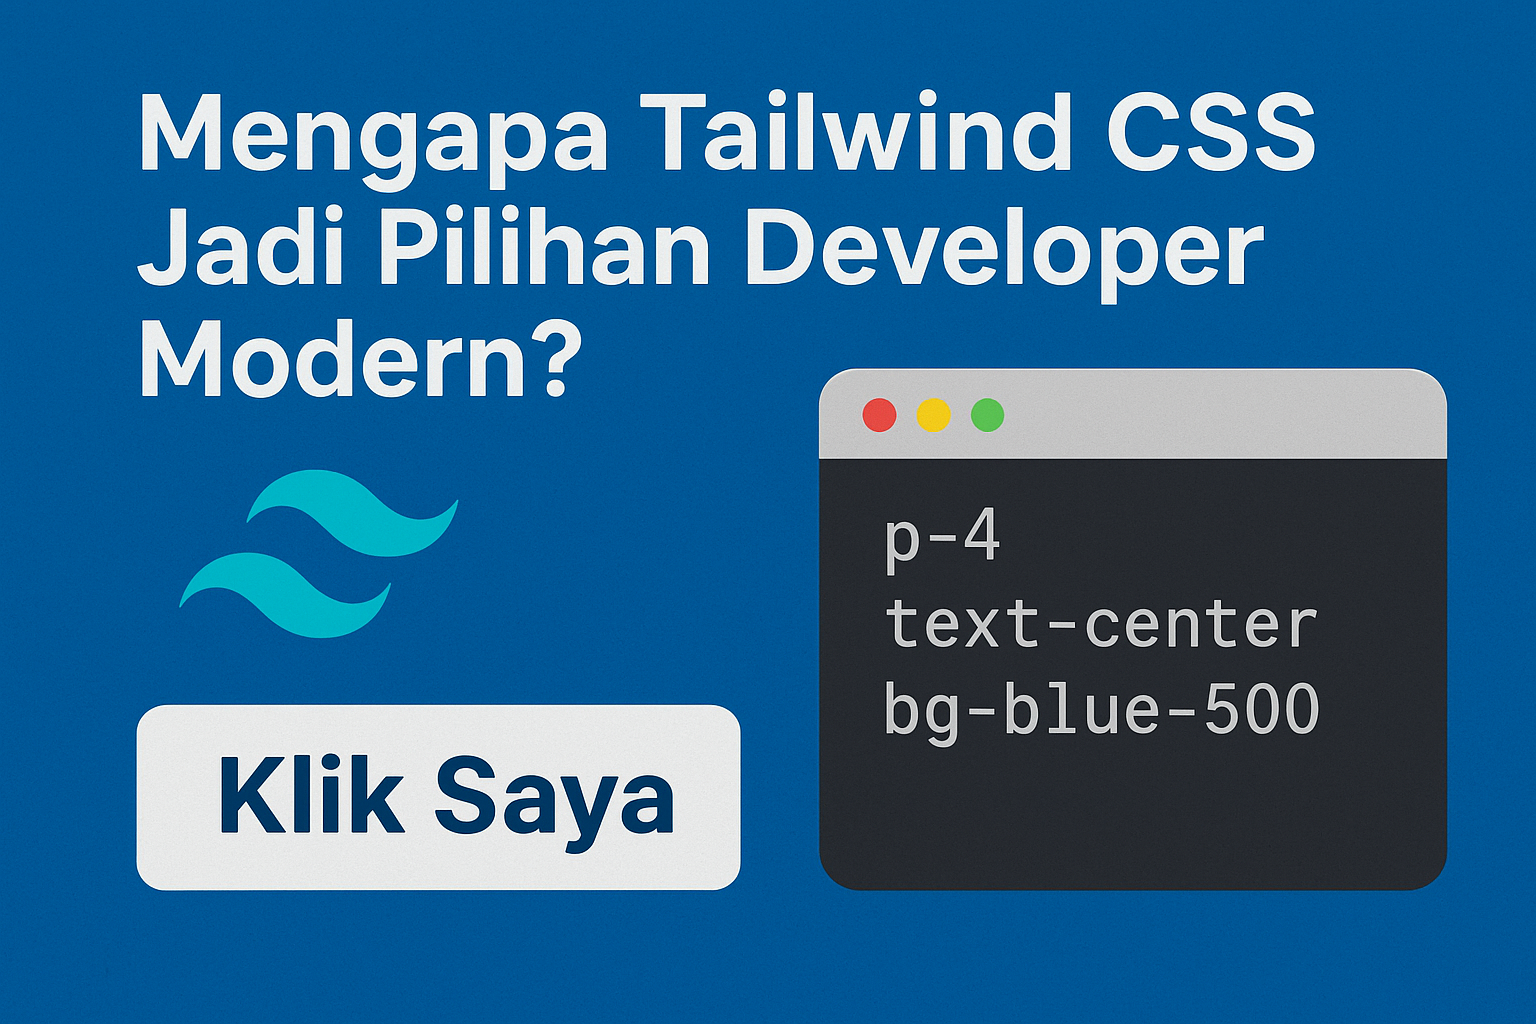 Mengapa Tailwind CSS
Jadi Pilihan Developer
Modern?
p-4
text-center
bg-blue-500
Klik Saya